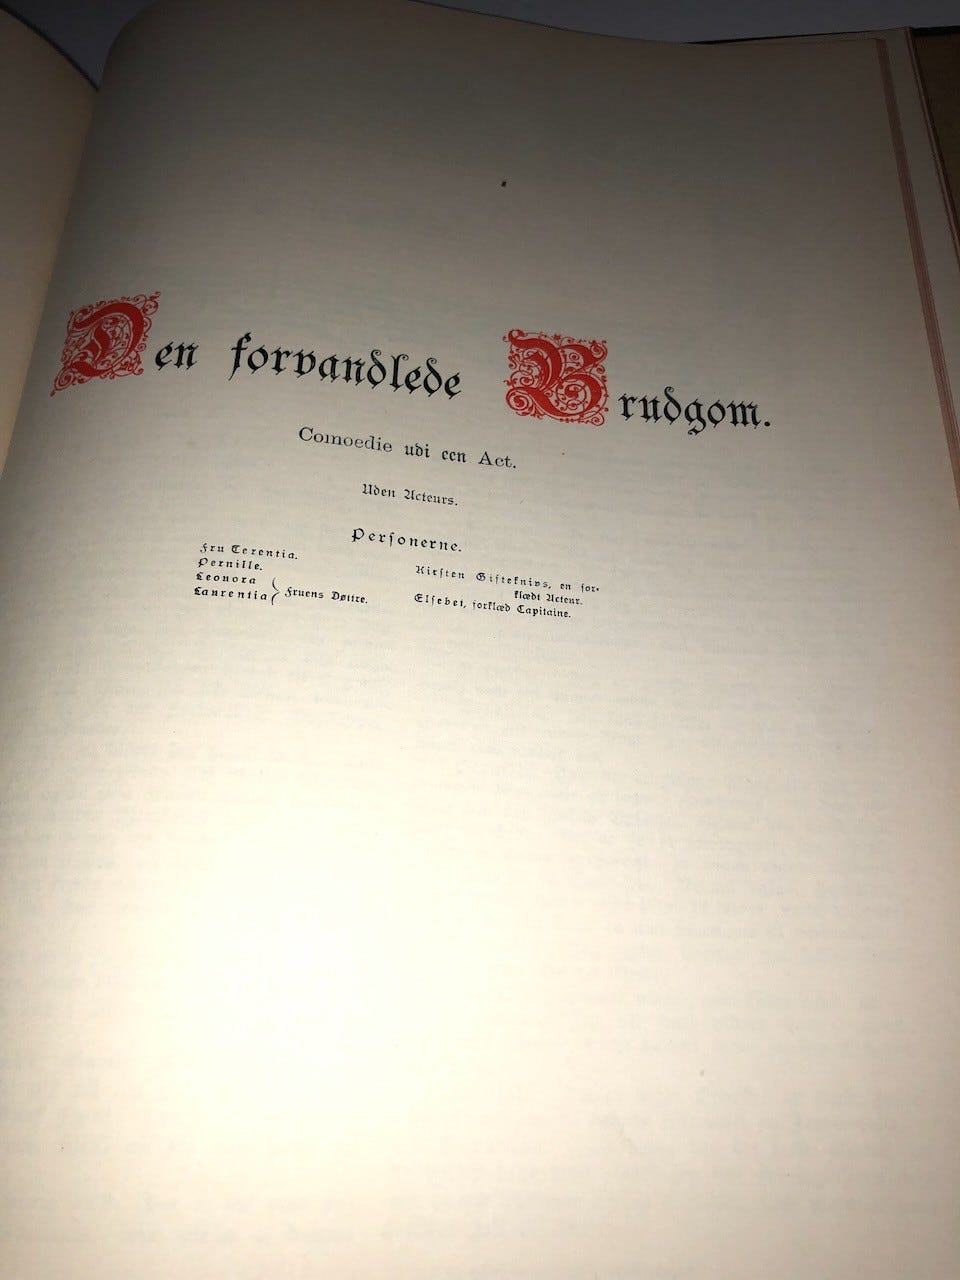 Den forvandlede Brudgom.
Comoedie udi een Act.
Uden Acteurs.
Personerne.
Fru Terentia.
Pernille.
Leonora
Laurentia
Fruens Døttre.
Kirsten Gifteknivs, en for-
klædt Acteur.
Elsebet, forklæd Capitaine.